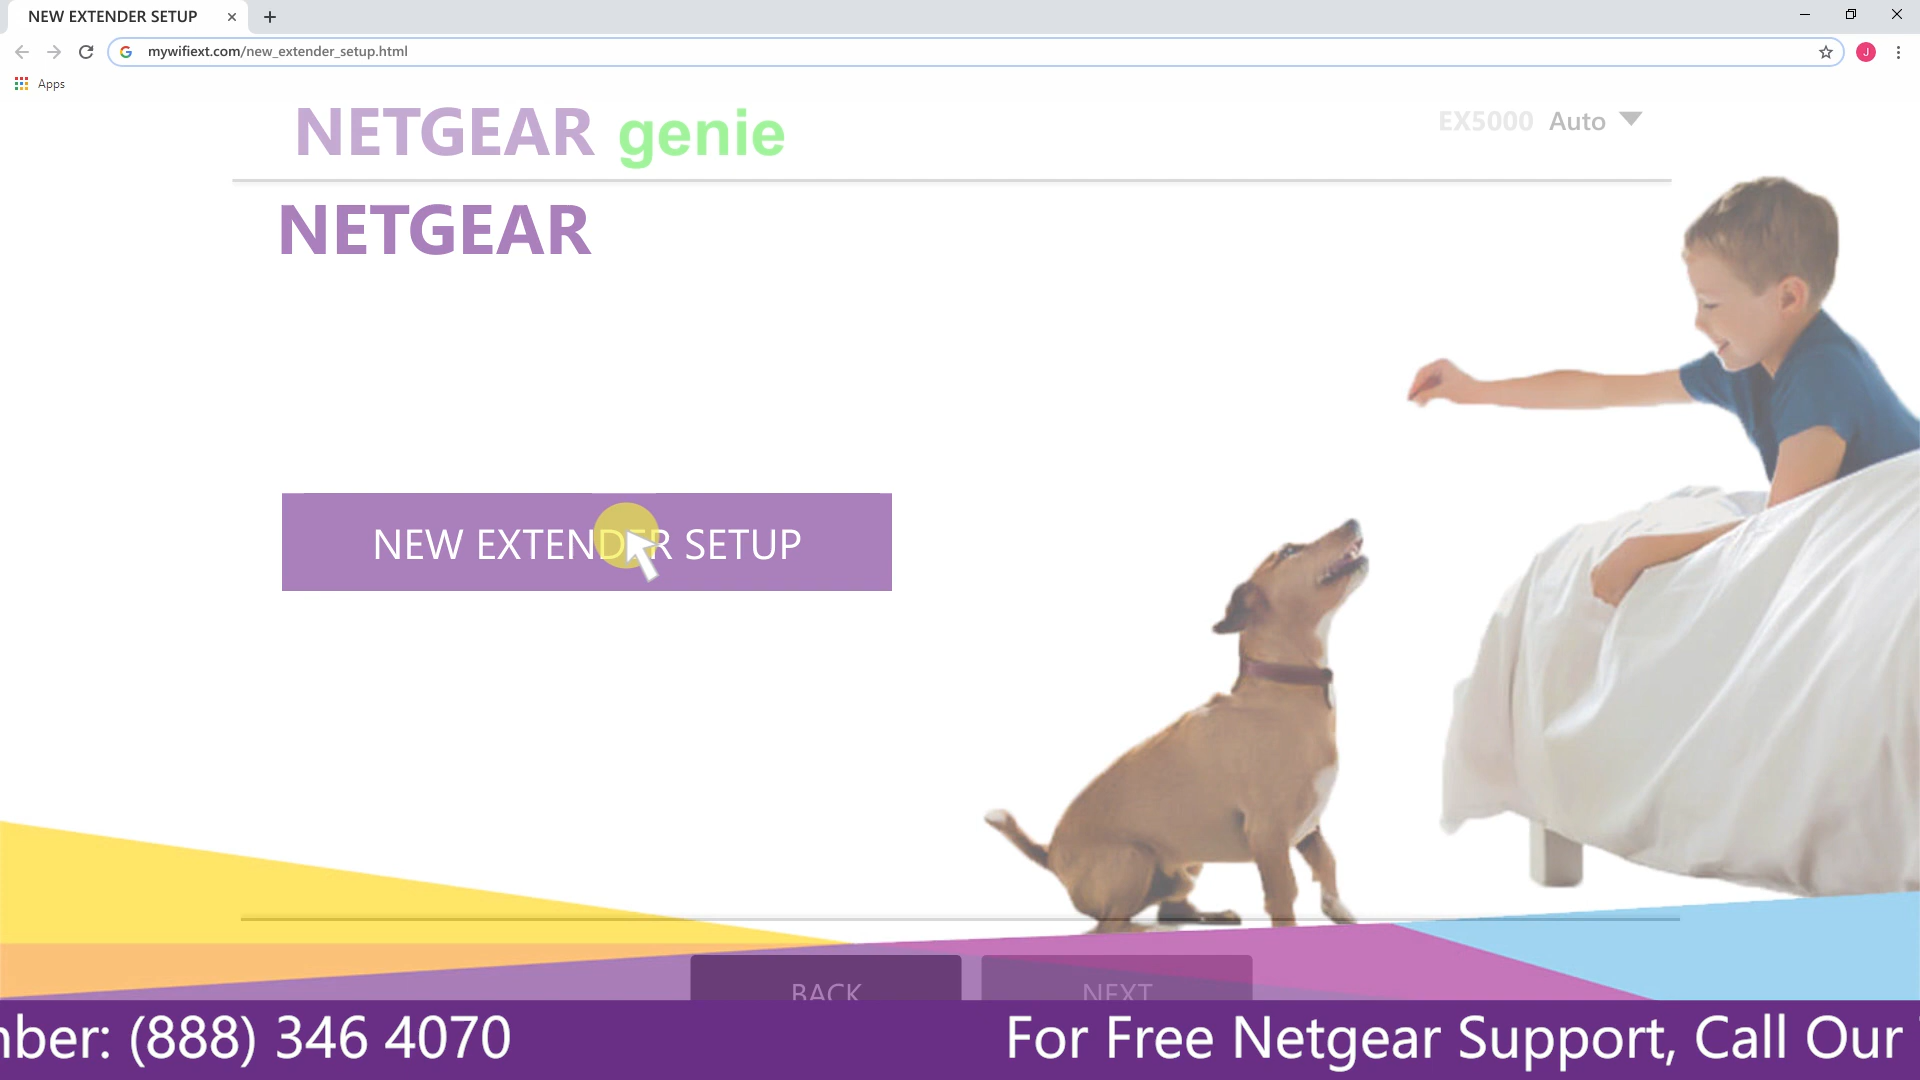 NEW EXTENDER SETUP
mywifiext.com/new_extender_setup.html
J
Apps
NETGEAR genie
EX5000 Auto
NETGEAR
NEW EXTENDER SETUP
BACK NEXT
(888) 346 4070
For Free Netgear Support, Call Our